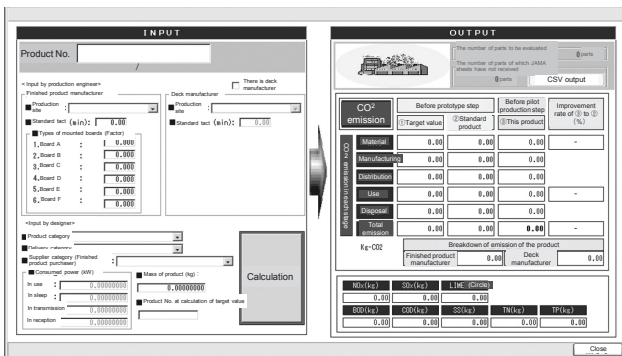 INPUT
Product No.
/
< Input by production engineer>
There is deck manufacturer
Finished product manufacturer
Production site :
Standard tact (min): 0.00
Types of mounted boards (Factor)
1. Board A : 0.000
2. Board B : 0.000
3. Board C : 0.000
4. Board D : 0.000
5. Board E : 0.000
6. Board F : 0.000
Deck manufacturer
Production site :
Standard tact (min): 0.00
<Input by designer>
Product category
Delivery category
Supplier category (Finished product purchaser) :
Consumed power (kW)
In use : 0.00000000
In sleep : 0.00000000
In transmission 0.00000000
In reception 0.00000000
Mass of product (kg) :
0.00000000
Product No. at calculation of target value
Calculation
OUTPUT
The number of parts to be evaluated
0 parts
The number of parts of which JAMA sheets have not received
0 parts
CSV output
CO2 emission
Before prototype step
Before pilot production step
Improvement rate of ③ to ② (%)
①Target value
②Standard product
③This product
CO2 emission in each stage
Material 0.00 0.00 0.00 -
Manufacturing 0.00 0.00 0.00
Distribution 0.00 0.00 0.00
Use 0.00 0.00 0.00 -
Disposal 0.00 0.00 0.00
Total emission 0.00 0.00 0.00 -
Kg-CO2
Breakdown of emission of the product
Finished product manufacturer 0.00
Deck manufacturer 0.00
NOx(kg) SOx(kg) LIME (Circle)
0.00 0.00 0.00
BOD(kg) COD(kg) SS(kg) TN(kg) TP(kg)
0.00 0.00 0.00 0.00 0.00
Close